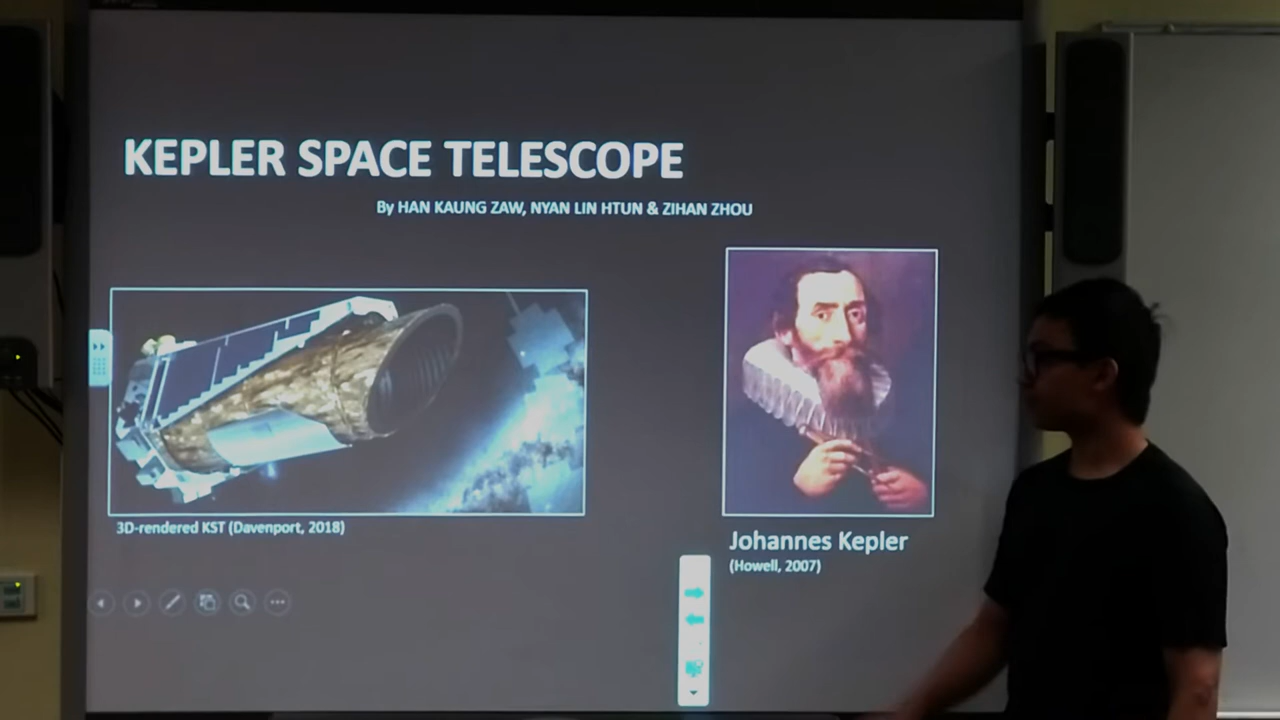 KEPLER SPACE TELESCOPE
By HAN KAUNG ZAW, NYAN LIN HTUN & ZIHAN ZHOU
3D-rendered KST (Davenport, 2018)
Johannes Kepler
(Howell, 2007)